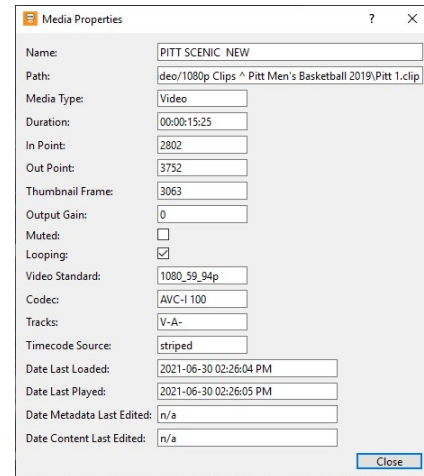 Media Properties ? X
Name: PITT SCENIC NEW
Path: deo/1080p Clips ^ Pitt Men's Basketball 2019\Pitt 1.clip
Media Type: Video
Duration: 00:00:15:25
In Point: 2802
Out Point: 3752
Thumbnail Frame: 3063
Output Gain: 0
Muted:
Looping:
Video Standard: 1080_59_94p
Codec: AVC-I 100
Tracks: V-A-
Timecode Source: striped
Date Last Loaded: 2021-06-30 02:26:04 PM
Date Last Played: 2021-06-30 02:26:05 PM
Date Metadata Last Edited: n/a
Date Content Last Edited: n/a
Close